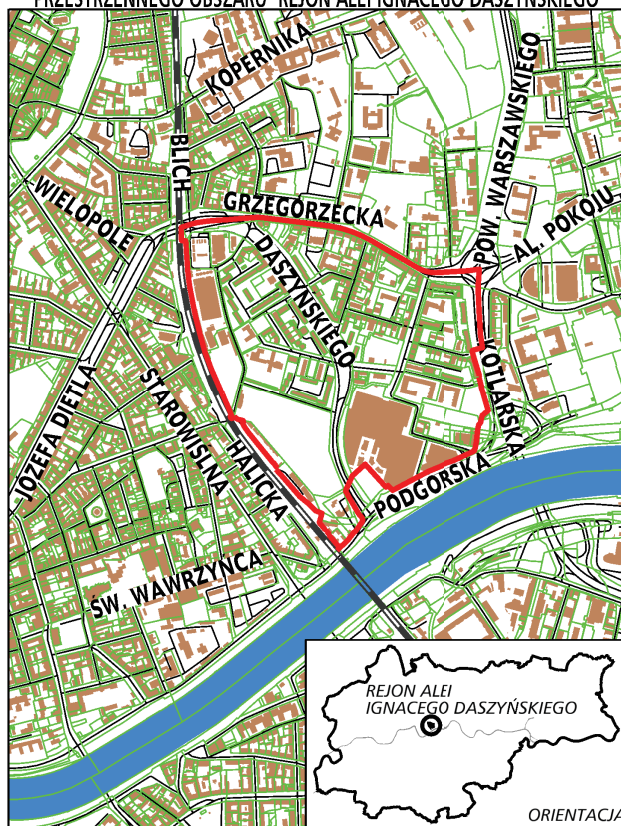 PRZESTRZENNEGO OBSZARU "REJON ALEI IGNACEGO DASZYŃSKIEGO"
KOPERNIKA
POW. WARSZAWSKIEGO
BLICH
WIELOPOLE
GRZEGÓRZECKA
AL. POKOJU
DASZYŃSKIEGO
KOTLARSKA
JÓZEFA DIETLA
STAROWIŚLNA
HALICKA
PODGÓRSKA
ŚW. WAWRZYŃCA
REJON ALEI
IGNACEGO DASZYŃSKIEGO
ORIENTACJA